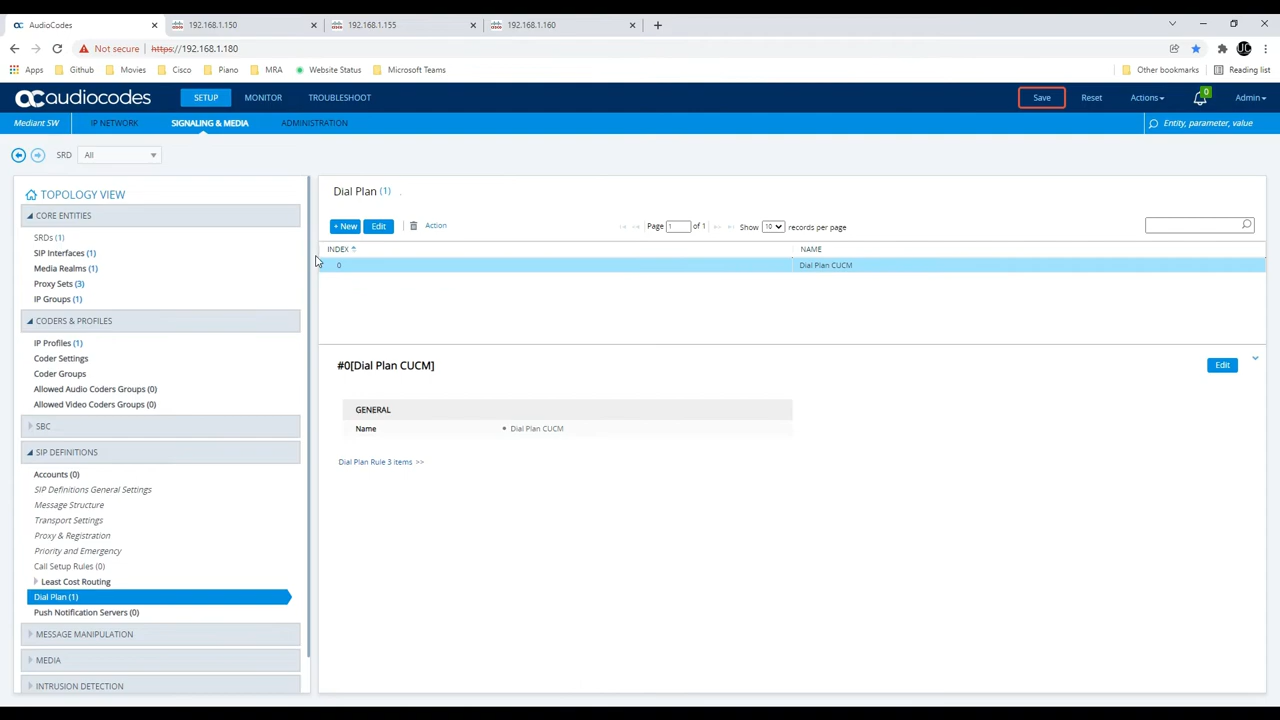 AudioCodes
192.168.1.150
192.168.1.155
192.168.1.160
Not secure https://192.168.1.180
Apps Github Movies Cisco Piano MRA Website Status Microsoft Teams Other bookmarks Reading list
audiocodes SETUP MONITOR TROUBLESHOOT Save Reset Actions 0 Admin
Mediant SW IP NETWORK SIGNALING & MEDIA ADMINISTRATION Entity, parameter, value
SRD All
TOPOLOGY VIEW
CORE ENTITIES
SRDs (1)
SIP Interfaces (1)
Media Realms (1)
Proxy Sets (3)
IP Groups (1)
CODERS & PROFILES
IP Profiles (1)
Coder Settings
Coder Groups
Allowed Audio Coders Groups (0)
Allowed Video Coders Groups (0)
SBC
SIP DEFINITIONS
Accounts (0)
SIP Definitions General Settings
Message Structure
Transport Settings
Proxy & Registration
Priority and Emergency
Call Setup Rules (0)
Least Cost Routing
Dial Plan (1)
Push Notification Servers (0)
MESSAGE MANIPULATION
MEDIA
INTRUSION DETECTION
Dial Plan (1) .
+ New Edit Action Page 1 of 1 Show 10 records per page
INDEX NAME
0 Dial Plan CUCM
#0[Dial Plan CUCM] Edit
GENERAL
Name Dial Plan CUCM
Dial Plan Rule 3 items >>